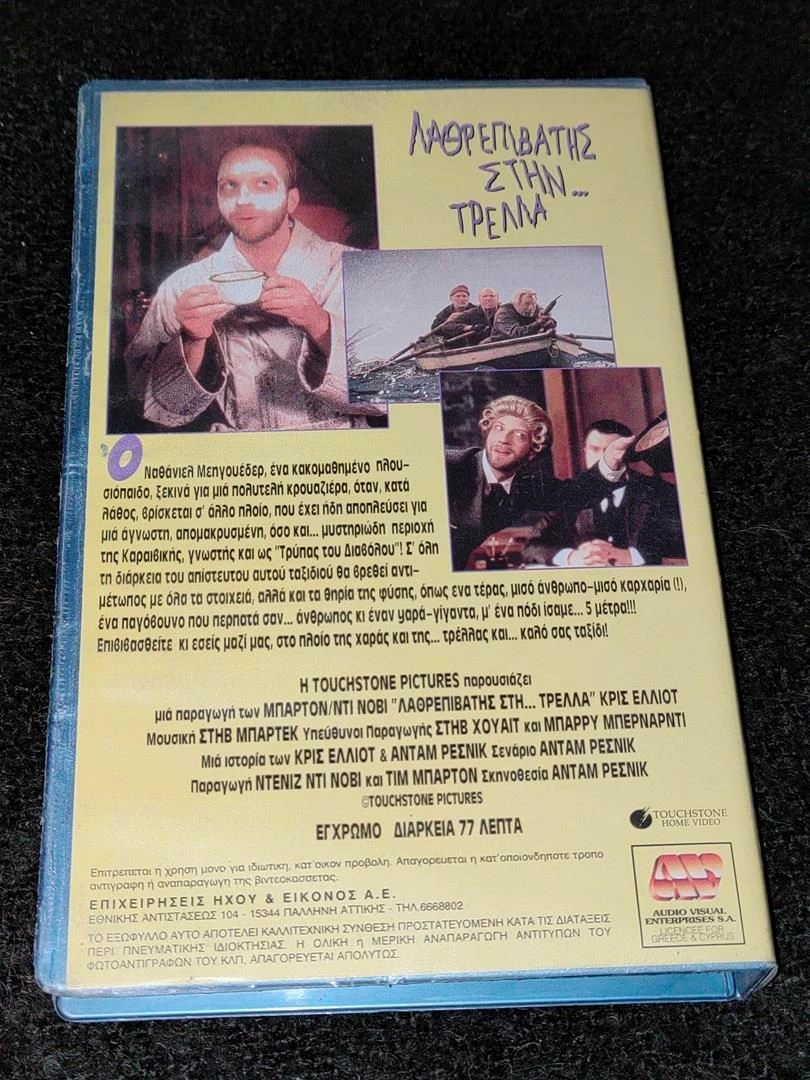 ΛΑΘΡΕΠΙΒΑΤΗΣ
ΣΤΗΝ...
ΤΡΕΛΛΑ
Ο Ναθάνιελ Μεηγουέδερ, ένα κακομαθημένο πλου-
σιόπαιδο, ξεκινά για μιά πολυτελή κρουαζιέρα, όταν, κατά
λάθος, βρίσκεται σ' άλλο πλοίο, που έχει ήδη αποπλεύσει για
μιά άγνωστη, απομακρυσμένη, όσο και... μυστηριώδη περιοχή
της Καραιβικής, γνωστής και ως "Τρύπας του Διαβόλου"! Σ' όλη
τη διάρκεια του απίστευτου αυτού ταξιδιού θα βρεθεί αντι-
μέτωπος με όλα τα στοιχειά, αλλά και τα θηρία της φύσης, όπως ενα τέρας, μισό άνθρωπο-μισό καρχαρία (!),
ένα παγόβουνο που περπατά σαν... άνθρωπος κι έναν γαρά-γίγαντα, μ' ένα πόδι ίσαμε... 5 μέτρα!!!
Επιβιβασθείτε κι εσείς μαζί μας, στο πλοίο της χαράς και της... τρέλλας και... καλό σας ταξίδι!
Η TOUCHSTONE PICTURES παρουσιάζει
μιά παραγωγή των ΜΠΑΡΤΟΝ/ΝΤΙ ΝΟΒΙ "ΛΑΘΡΕΠΙΒΑΤΗΣ ΣΤΗ... ΤΡΕΛΛΑ" ΚΡΙΣ ΕΛΛΙΟΤ
Μουσική ΣΤΗΒ ΜΠΑΡΤΕΚ Υπεύθυνοι Παραγωγής ΣΤΗΒ ΧΟΥΑΙΤ και ΜΠΑΡΡΥ ΜΠΕΡΝΑΡΝΤΙ
Μιά ιστορία των ΚΡΙΣ ΕΛΛΙΟΤ & ΑΝΤΑΜ ΡΕΣΝΙΚ Σενάριο ΑΝΤΑΜ ΡΕΣΝΙΚ
Παραγωγή ΝΤΕΝΙΖ ΝΤΙ ΝΟΒΙ και ΤΙΜ ΜΠΑΡΤΟΝ Σκηνοθεσία ΑΝΤΑΜ ΡΕΣΝΙΚ
©TOUCHSTONE PICTURES
ΕΓΧΡΩΜΟ ΔΙΑΡΚΕΙΑ 77 ΛΕΠΤΑ
TOUCHSTONE
HOME VIDEO
Επιτρεπεται η χρηση μονο για ιδιωτικη, κατ'οικον προβολη. Απαγορευεται η κατ'οποιονδηποτε τροπο
αντιγραφη ή αναπαραγωγη της βιντεοκασσετας.
ΕΠΙΧΕΙΡΗΣΕΙΣ ΗΧΟΥ & ΕΙΚΟΝΟΣ Α.Ε.
ΕΘΝΙΚΗΣ ΑΝΤΙΣΤΑΣΕΩΣ 104 - 15344 ΠΑΛΛΗΝΗ ΑΤΤΙΚΗΣ - ΤΗΛ.6668802
ΤΟ ΕΞΩΦΥΛΛΟ ΑΥΤΟ ΑΠΟΤΕΛΕΙ ΚΑΛΛΙΤΕΧΝΙΚΗ ΣΥΝΘΕΣΗ ΠΡΟΣΤΑΤΕΥΟΜΕΝΗ ΚΑΤΑ ΤΙΣ ΔΙΑΤΑΞΕΙΣ
ΠΕΡΙ ΠΝΕΥΜΑΤΙΚΗΣ ΙΔΙΟΚΤΗΣΙΑΣ. Η ΟΛΙΚΗ ή ΜΕΡΙΚΗ ΑΝΑΠΑΡΑΓΩΓΗ ΑΝΤΙΤΥΠΩΝ ΤΟΥ
ΦΩΤΟΑΝΤΙΓΡΑΦΩΝ ΤΟΥ ΚΛΠ. ΑΠΑΓΟΡΕΥΕΤΑΙ ΑΠΟΛΥΤΩΣ.
AUDIO VISUAL
ENTERPRISES S.A.
LICENCEE FOR
GREECE & CYPRUS